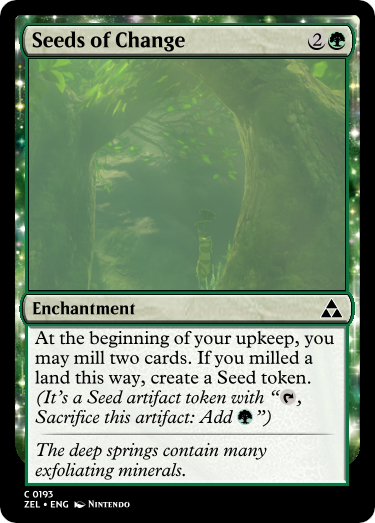 Seeds of Change 2
Enchantment
At the beginning of your upkeep, you
may mill two cards. If you milled a
land this way, create a Seed token.
(It's a Seed artifact token with “,
Sacrifice this artifact: Add ”)
The deep springs contain many
exfoliating minerals.
C 0193
ZEL • ENG Nintendo